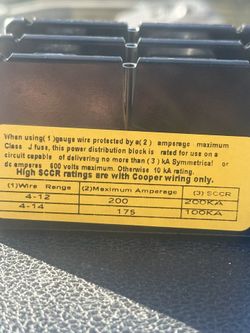 When using( 1 )gauge wire protected by a( 2 ) amperage maximum
Class J fuse, this power distribution block is rated for use on a
circuit capable of delivering no more than ( 3 ) kA Symmetrical or
dc amperes 600 volts maximum. Otherwise 10 kA rating.
High SCCR ratings are with Cooper wiring only.
(1)Wire Range (2)Maximum Amperage (3) SCCR
4-12 200 200KA
4-14 175 100KA